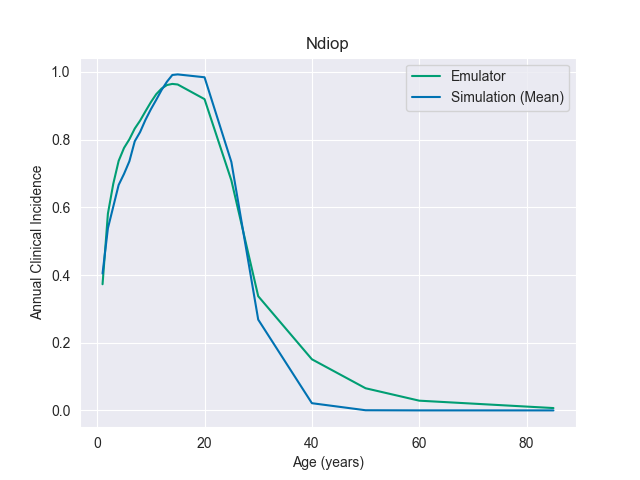 Ndiop
Emulator
Simulation (Mean)
Annual Clinical Incidence
1.0
0.8
0.6
0.4
0.2
0.0
0 20 40 60 80
Age (years)